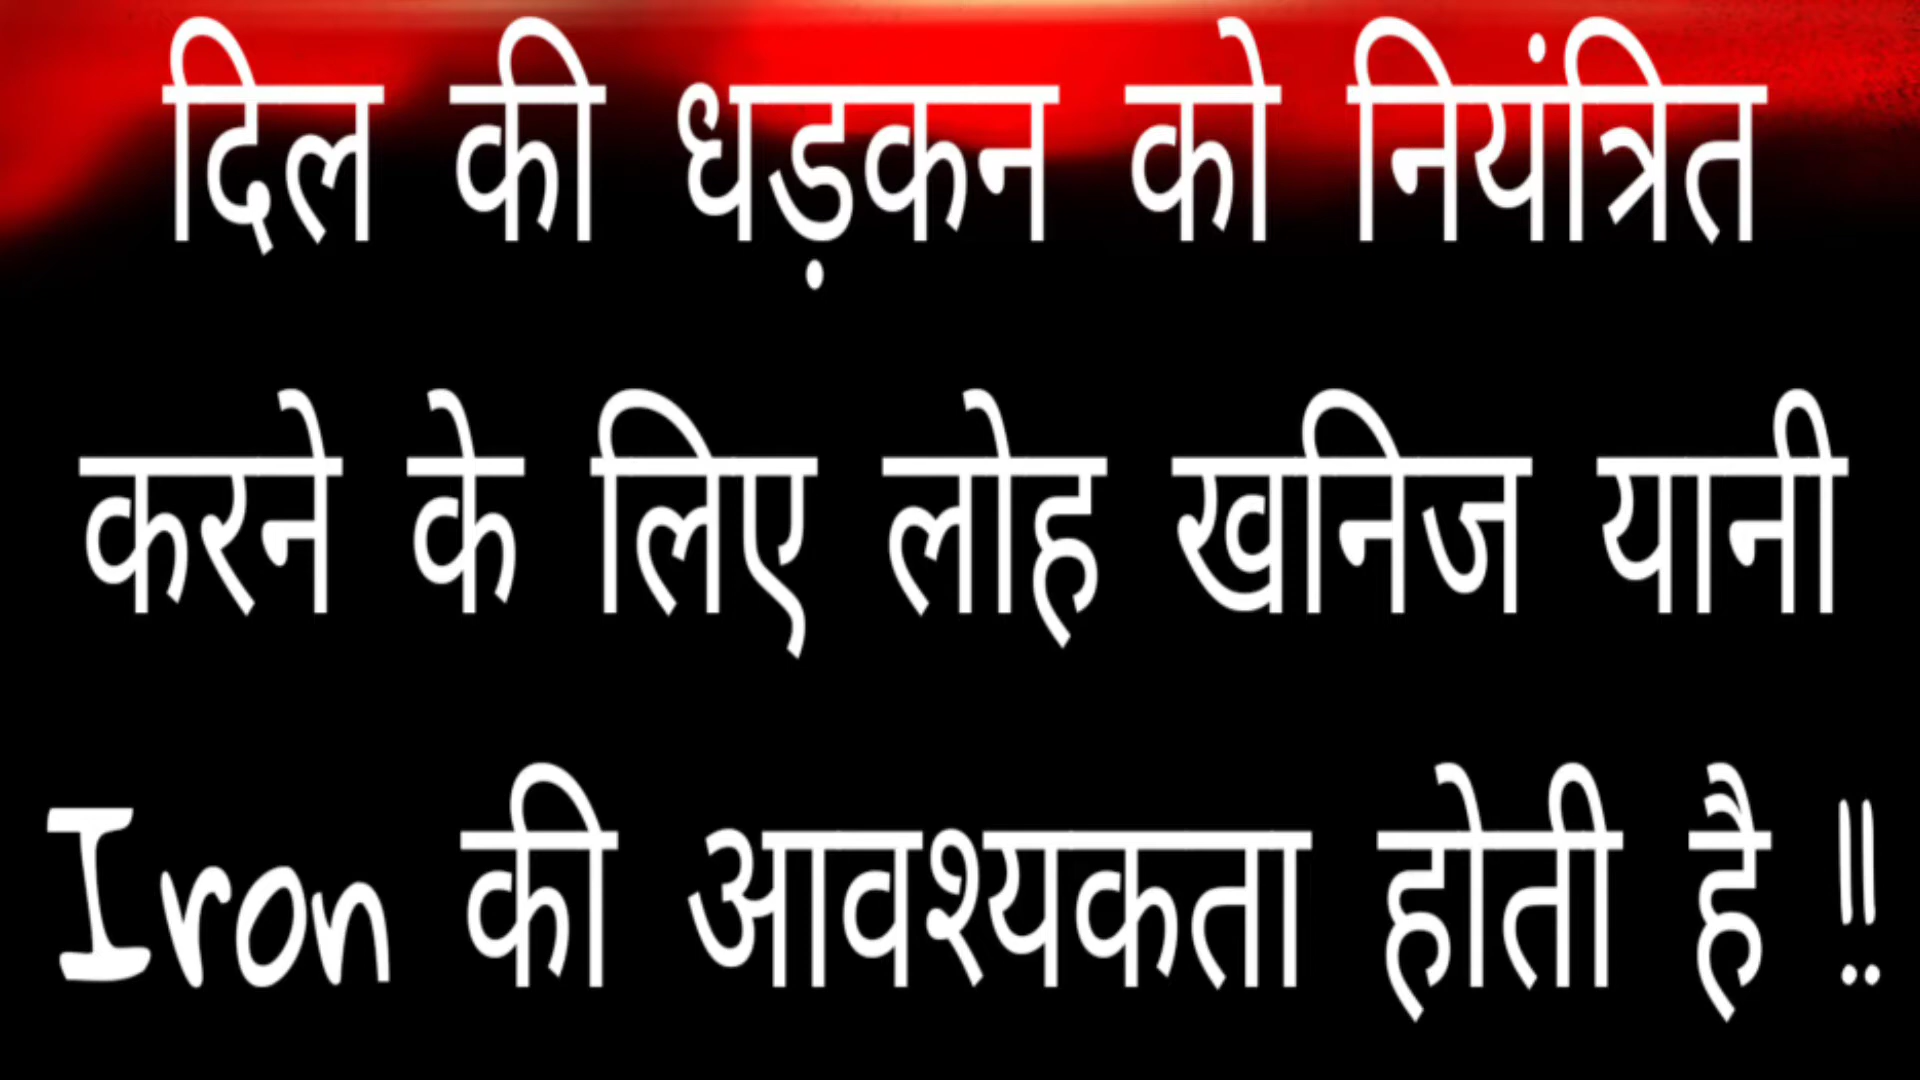 दिल की धड़कन को नियंत्रित
करने के लिए लोह खनिज यानी
Iron की आवश्यकता होती है !!